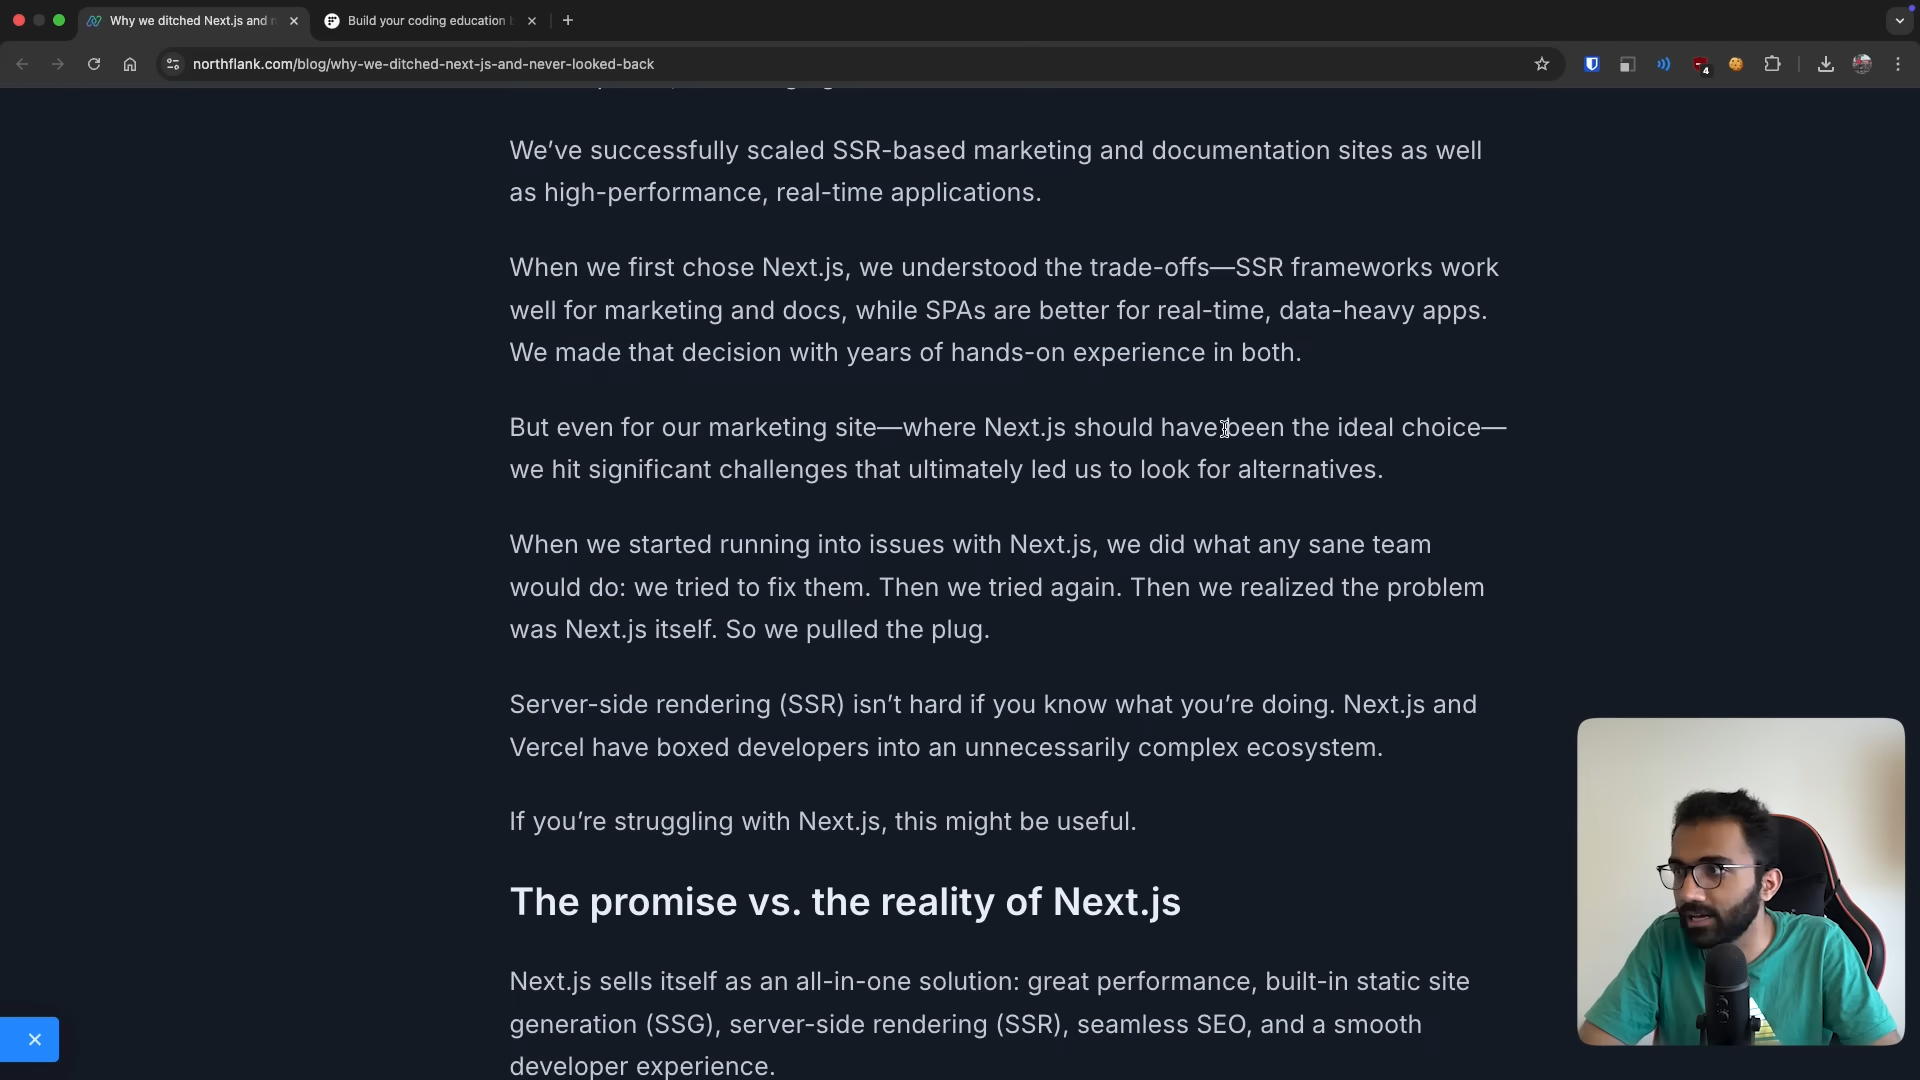 Why we ditched Next.js and n
Build your coding education
northflank.com/blog/why-we-ditched-next-js-and-never-looked-back
4
We’ve successfully scaled SSR-based marketing and documentation sites as well
as high-performance, real-time applications.
When we first chose Next.js, we understood the trade-offs—SSR frameworks work
well for marketing and docs, while SPAs are better for real-time, data-heavy apps.
We made that decision with years of hands-on experience in both.
But even for our marketing site—where Next.js should have been the ideal choice—
we hit significant challenges that ultimately led us to look for alternatives.
When we started running into issues with Next.js, we did what any sane team
would do: we tried to fix them. Then we tried again. Then we realized the problem
was Next.js itself. So we pulled the plug.
Server-side rendering (SSR) isn’t hard if you know what you’re doing. Next.js and
Vercel have boxed developers into an unnecessarily complex ecosystem.
If you’re struggling with Next.js, this might be useful.
The promise vs. the reality of Next.js
Next.js sells itself as an all-in-one solution: great performance, built-in static site
generation (SSG), server-side rendering (SSR), seamless SEO, and a smooth
developer experience.